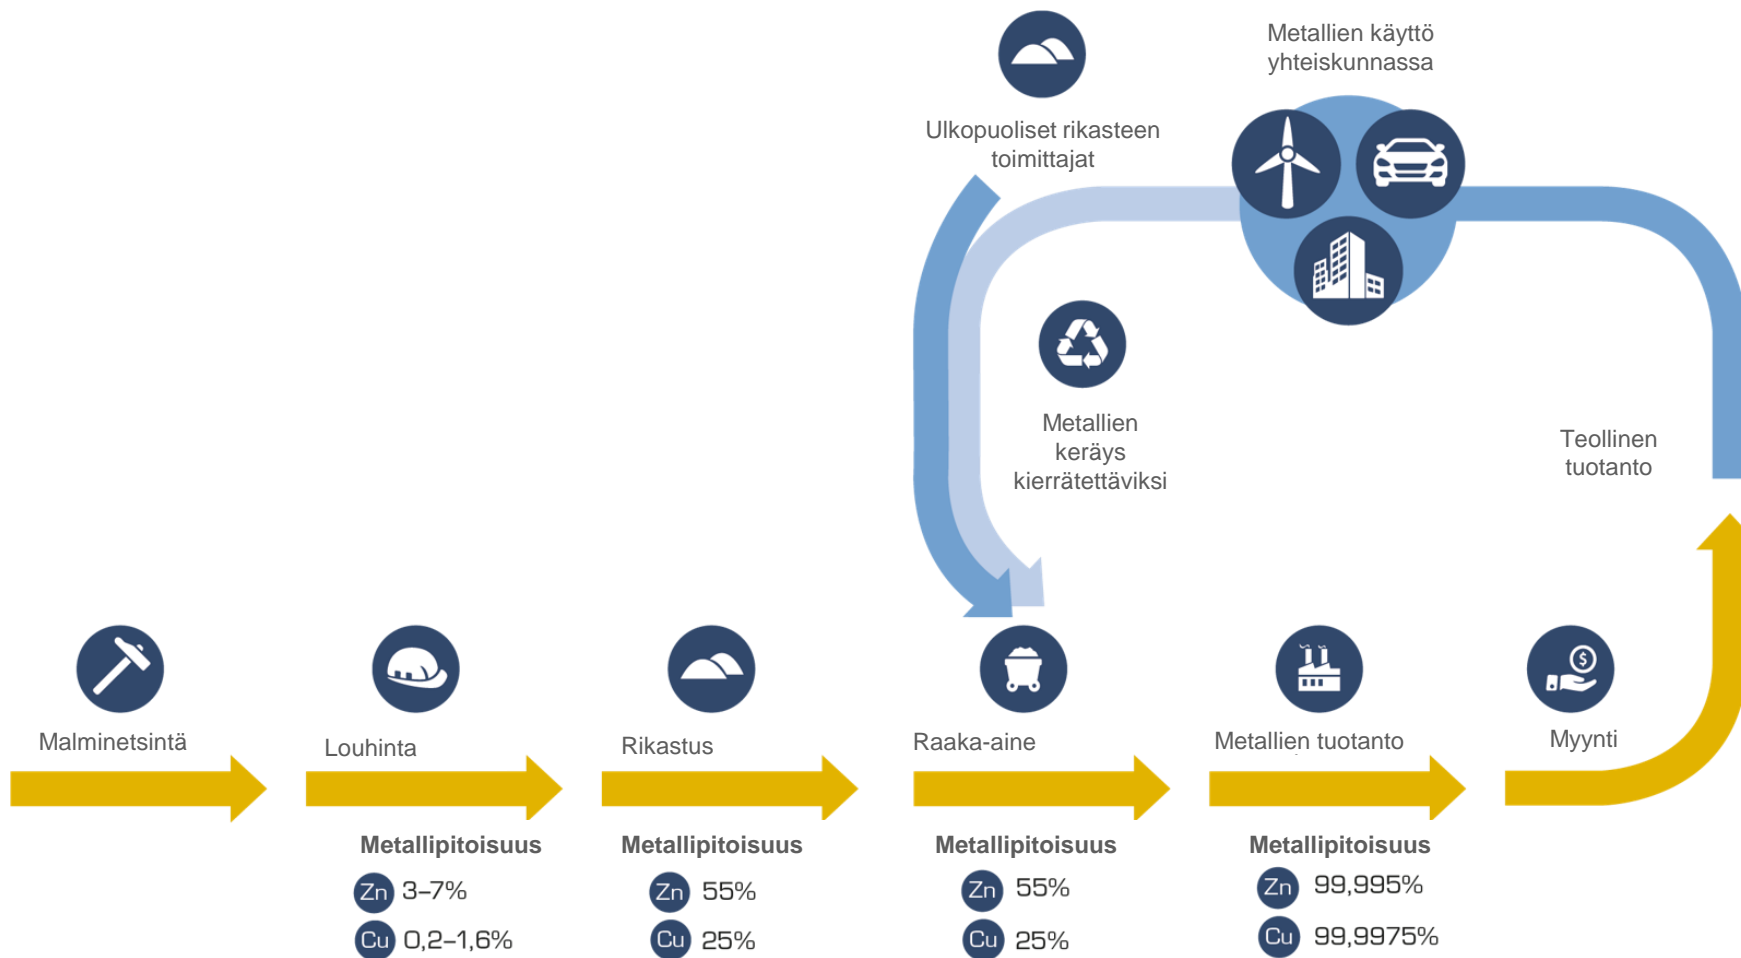 Metallien käyttö
yhteiskunnassa
Ulkopuoliset rikasteen
toimittajat
Metallien
keräys
kierrätettäviksi
Teollinen
tuotanto
Malminetsintä
Louhinta
Rikastus
Raaka-aine
Metallien tuotanto
$
Myynti
Metallipitoisuus
Zn 3–7%
Cu 0,2–1,6%
Metallipitoisuus
Zn 55%
Cu 25%
Metallipitoisuus
Zn 55%
Cu 25%
Metallipitoisuus
Zn 99,995%
Cu 99,9975%